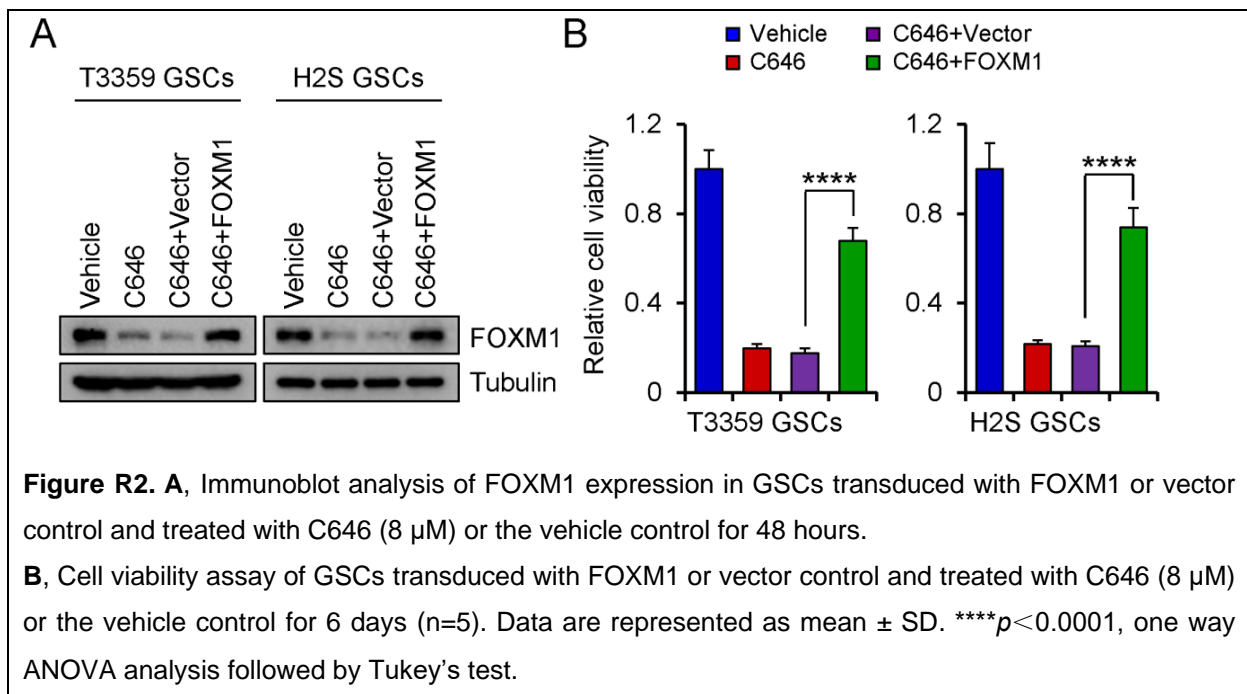 A
T3359 GSCs
H2S GSCs
Vehicle
C646
C646+Vector
C646+FOXM1
Vehicle
C646
C646+Vector
C646+FOXM1
FOXM1
Tubulin
B
Vehicle
C646+Vector
C646
C646+FOXM1
Relative cell viability
1.2
0.8
0.4
0
****
T3359 GSCs
1.2
0.8
0.4
0
****
H2S GSCs
Figure R2. A, Immunoblot analysis of FOXM1 expression in GSCs transduced with FOXM1 or vector
control and treated with C646 (8 μM) or the vehicle control for 48 hours.
B, Cell viability assay of GSCs transduced with FOXM1 or vector control and treated with C646 (8 μM)
or the vehicle control for 6 days (n=5). Data are represented as mean ± SD. ****p<0.0001, one way
ANOVA analysis followed by Tukey’s test.